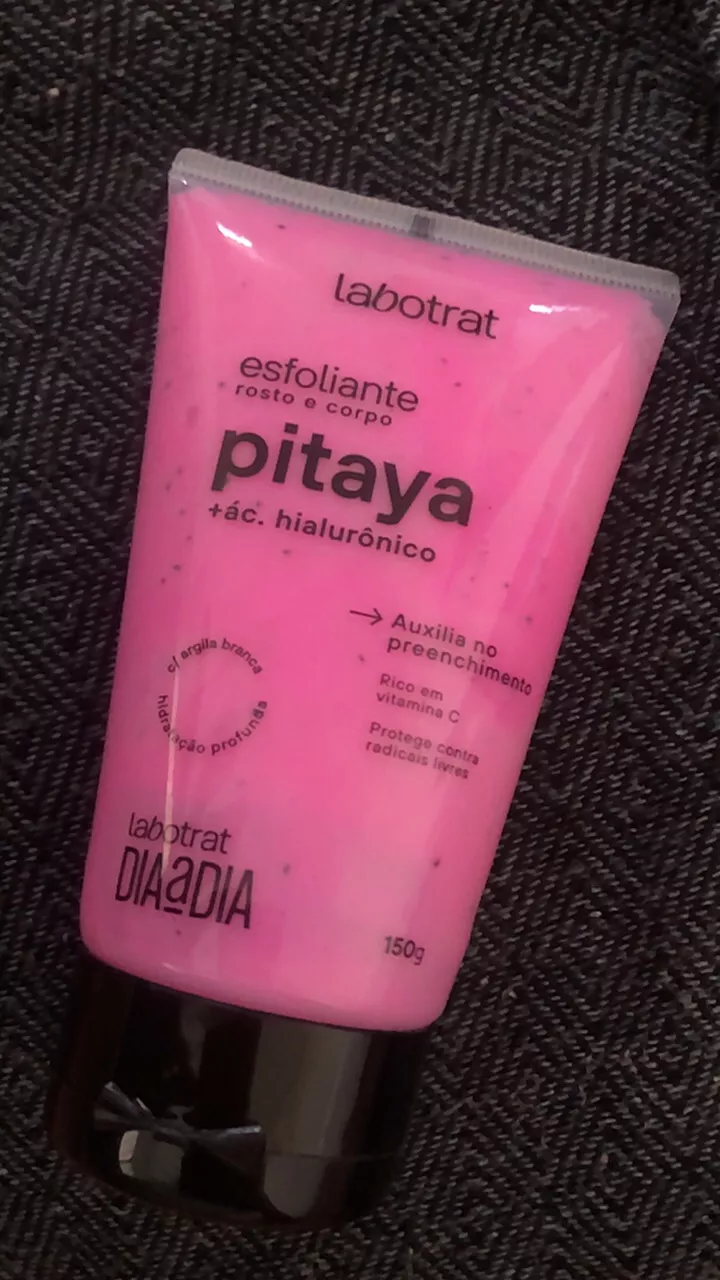 labotrat
esfoliante
rosto e corpo
pitaya
+ác. hialurônico
Auxilia no
preenchimento
Rico em
vitamina C
Protege contra
radicais livres
c/ argila branca
hidratação profunda
labotrat
DIAaDIA
150g